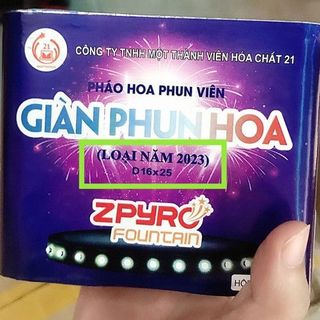 21
CÔNG TY TNHH MỘT THÀNH VIÊN HÓA CHẤT 21
PHÁO HOA PHUN VIÊN
GIÀN PHUN HOA
(LOẠI NĂM 2023)
D16x25
ZPYRO
FOUNTAIN